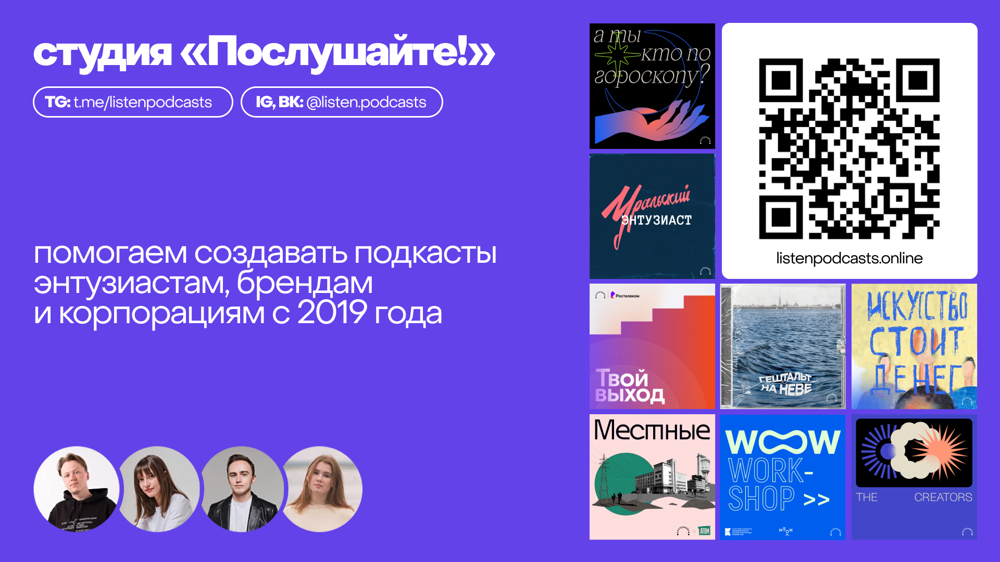 студия «Послушайте!»
TG: t.me/listenpodcasts
IG, ВК: @listen.podcasts
помогаем создавать подкасты
энтузиастам, брендам
и корпорациям с 2019 года
а ты
кто по
гороскопу?
Уральский
ЭНТУЗИАСТ
listenpodcasts.online
Ростелеком
Твой
выход
ГЕШТАЛЬТ
НА НЕВЕ
ИСКУССТВО
СТОИТ
ДЕНЕГ
Местные
АТОМ
WOOW
WORK-
SHOP >>
НЕОН
THE CREATORS